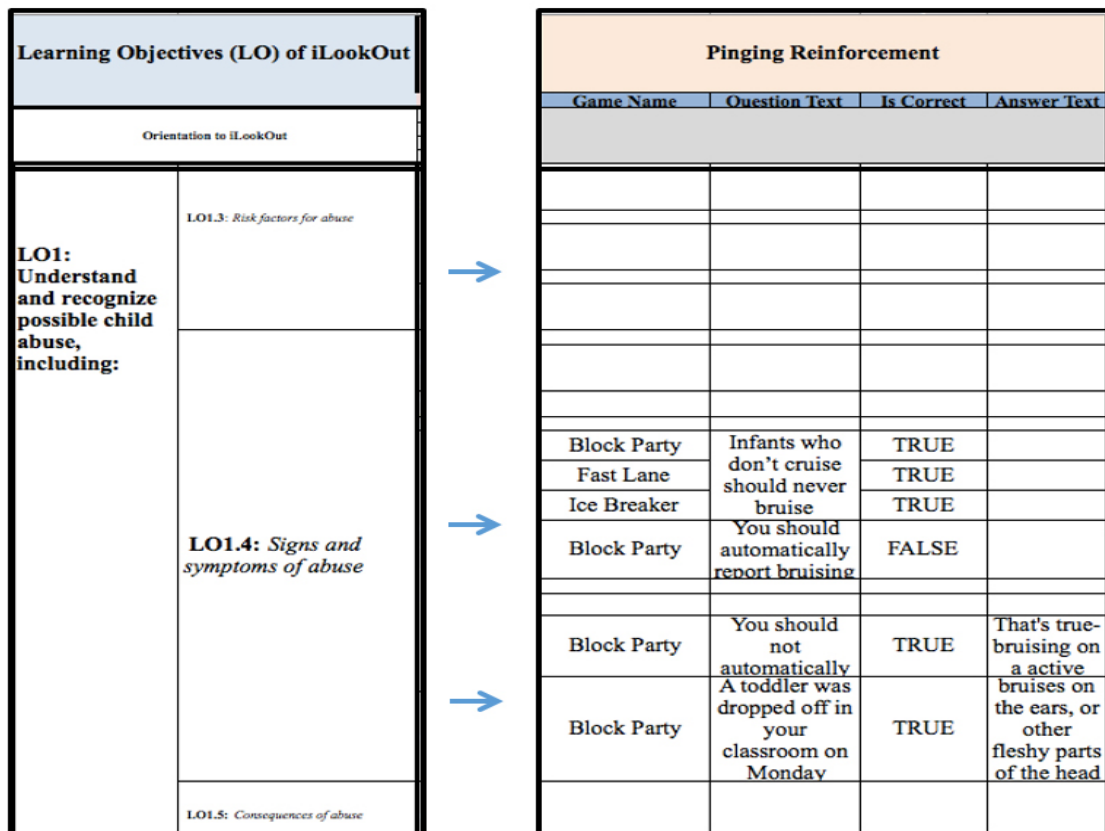 Learning Objectives (LO) of iLookOut
Orientation to iLookOut
LO1:
Understand
and recognize
possible child
abuse,
including:
LO1.3: Risk factors for abuse
LO1.4: Signs and
symptoms of abuse
LO1.5: Consequences of abuse
Pinging Reinforcement
Game Name Question Text Is Correct Answer Text
Block Party
Infants who
don’t cruise
should never
bruise
TRUE
Fast Lane
TRUE
Ice Breaker
TRUE
Block Party
You should
automatically
report bruising
FALSE
Block Party
You should
not
automatically
TRUE
That's true-
bruising on
a active
Block Party
A toddler was
dropped off in
your
classroom on
Monday
TRUE
bruises on
the ears, or
other
fleshy parts
of the head